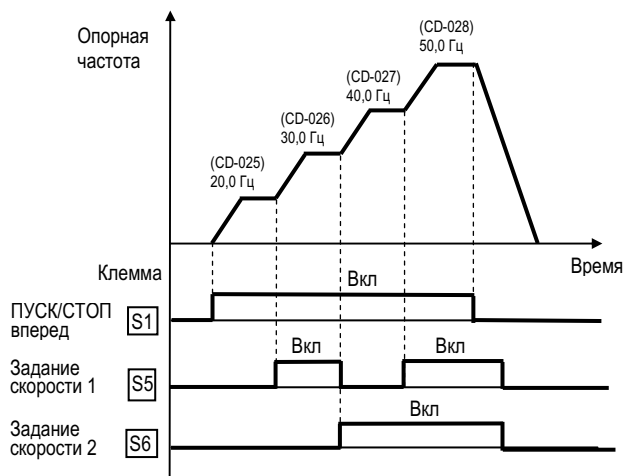 (CD-028)
50,0 Гц
Опорная
частота
(CD-027)
40,0 Гц
(CD-026)
30,0 Гц
(CD-025)
20,0 Гц
Время
Клемма
Вкл
ПУСК/СТОП
вперед
S1
Вкл
Вкл
Задание
скорости 1
S5
Вкл
Задание
скорости 2
S6